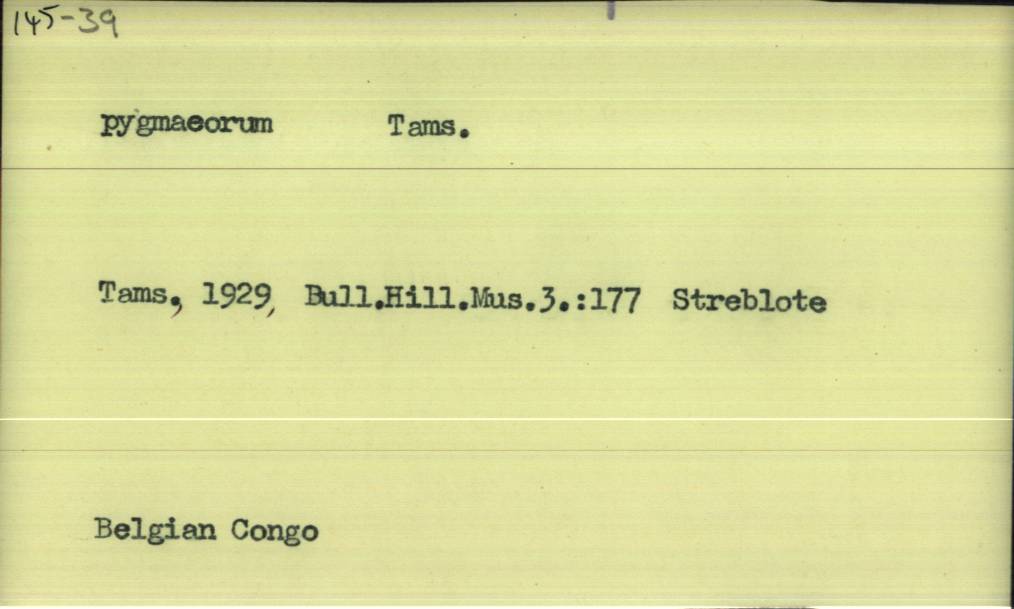 145-39
pygmaeorum Tams.
Tams., 1929, Bull.Hill.Mus.3.:177 Streblote
Belgian Congo